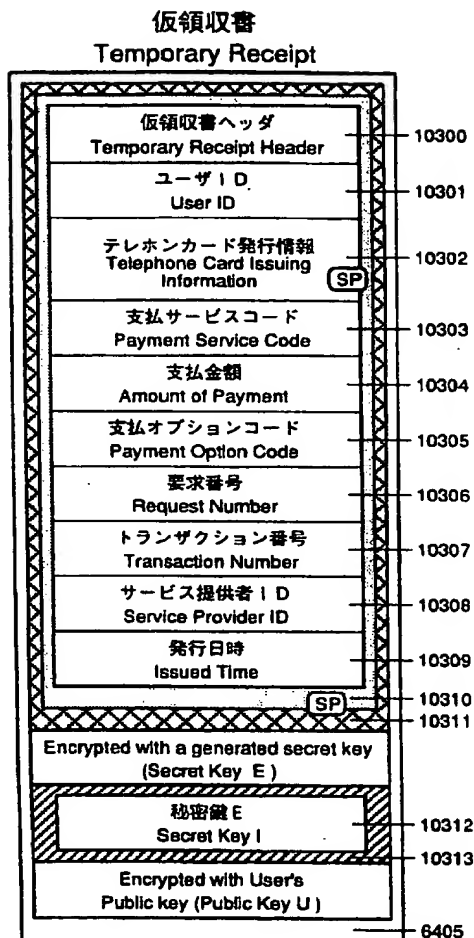 仮領収書
Temporary Receipt
仮領収書ヘッダ
Temporary Receipt Header
10300
ユーザID
User ID
10301
テレホンカード発行情報
Telephone Card Issuing
Information
SP
10302
支払サービスコード
Payment Service Code
10303
支払金額
Amount of Payment
10304
支払オプションコード
Payment Option Code
10305
要求番号
Request Number
10306
トランザクション番号
Transaction Number
10307
サービス提供者ID
Service Provider ID
10308
発行日時
Issued Time
10309
SP
10310
10311
Encrypted with a generated secret key
(Secret Key E)
秘密鍵E
Secret Key I
10312
10313
Encrypted with User's
Public key (Public Key U)
6405